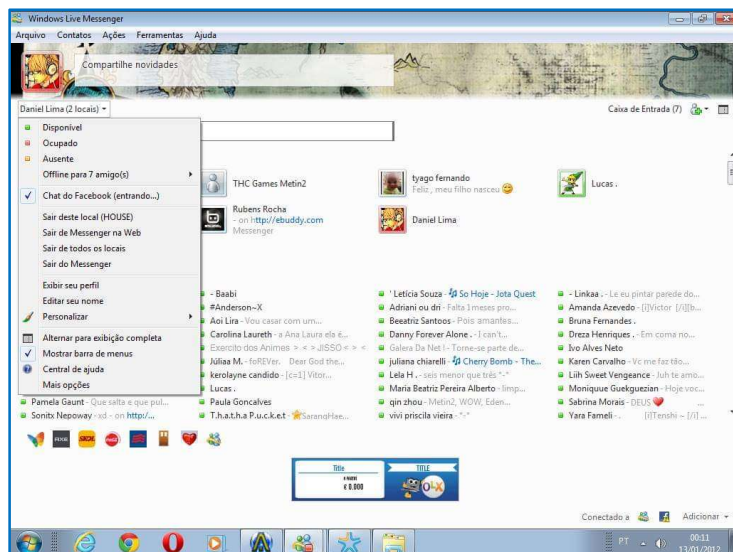 Windows Live Messenger
Arquivo Contatos Ações Ferramentas Ajuda
Compartilhe novidades
Daniel Lima (2 locais)
Caixa de Entrada (7)
Disponível
Ocupado
Ausente
Offline para 7 amigo(s)
Chat do Facebook (entrando...)
Sair deste local (HOUSE)
Sair de Messenger na Web
Sair de todos os locais
Sair do Messenger
Exibir seu perfil
Editar seu nome
Personalizar
Alternar para exibição completa
Mostrar barra de menus
Central de ajuda
Mais opções
THC Games Metin2
tyago fernando
Feliz , meu filho nasceu
Lucas .
Rubens Rocha
- on http://ebuddy.com
Messenger
Daniel Lima
- Baabi
#Anderson~X
Aoi Lira - Vou casar com um...
Carolina Laureth - a Ana Laura ela é...
Exercito dos Animes > < > JISSO < = <
Júliaa M. - foREVer. Dear God the...
kerolayne candido - [c=1] Vitor...
Lucas .
Paula Goncalves
T.h.a.t.h.a P.u.c.k.e.t - SarangHae...
' Letícia Souza - So Hoje - Jota Quest
Adriani ou dri - Falta 1meses pro...
Beeatriz Santoos - Pois amantes...
Danny Forever Alone . - I can't...
Galera Da Net !- Torne-se parte de...
juliana chiarelli - Cherry Bomb - The...
Lela H . - seis menor que três °-°
Maria Beatriz Pereira Alberto - limp...
qin zhou - Metin2, WOW, Eden...
vivi priscila vieira - "-"
- Linkaa . - Le eu pintar parede do...
Amanda Azevedo - [i]Victor [/i][b...
Bruna Fernandes .
Dreza Henriques . - Em coma no...
Ivo Alves Neto
Karen Carvalho - Vc me faz tão...
Liih Sweet Vengeance - Juh te amo...
Moniquue Guekguezian - Hoje voc...
Sabrina Morais - DEUS ...
Yara Fameli - . [i]Tenshi ~ [/i] ...
Pamela Gaunt - Que salta e que pul...
Sonitx Nepoway - xd - on http:/...
AXE
Title
€ 0.000
TITLE
OLX
Conectado a
Adicionar
PT
00:11
13/01/2012